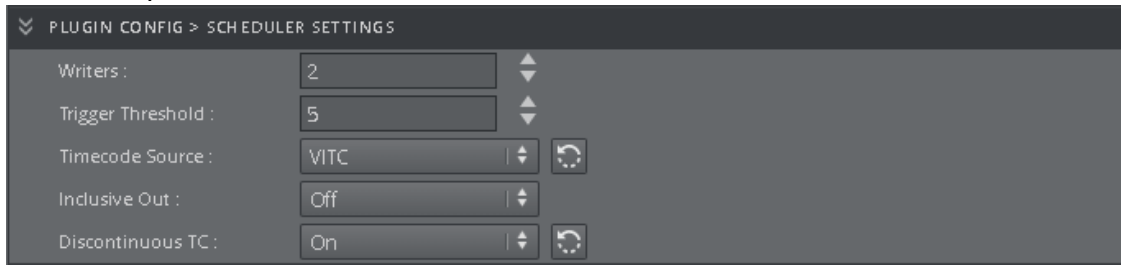 PLUGIN CONFIG > SCHEDULER SETTINGS
Writers : 2
Trigger Threshold : 5
Timecode Source : VITC
Inclusive Out : Off
Discontinuous TC : On